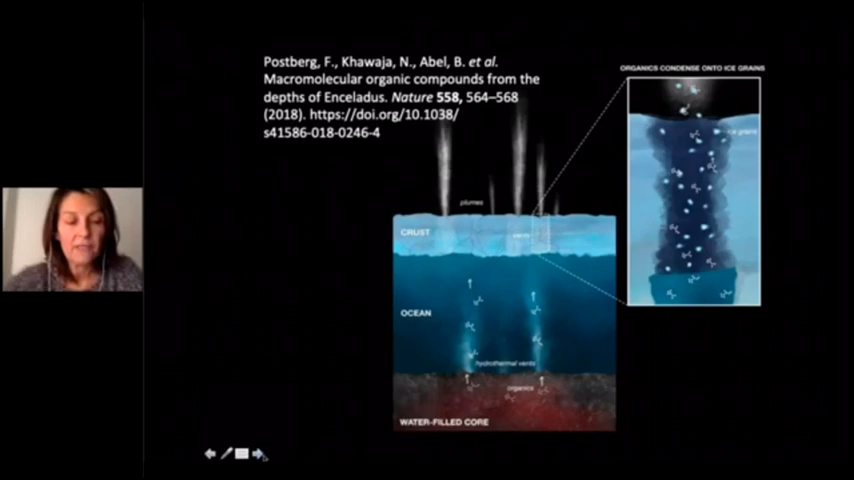 Postberg, F., Khawaja, N., Abel, B. et al.
Macromolecular organic compounds from the
depths of Enceladus. Nature 558, 564–568
(2018). https://doi.org/10.1038/
s41586-018-0246-4
ORGANICS CONDENSE ONTO ICE GRAINS
ice grains
plumes
CRUST
vents
OCEAN
hydrothermal vents
organics
WATER-FILLED CORE